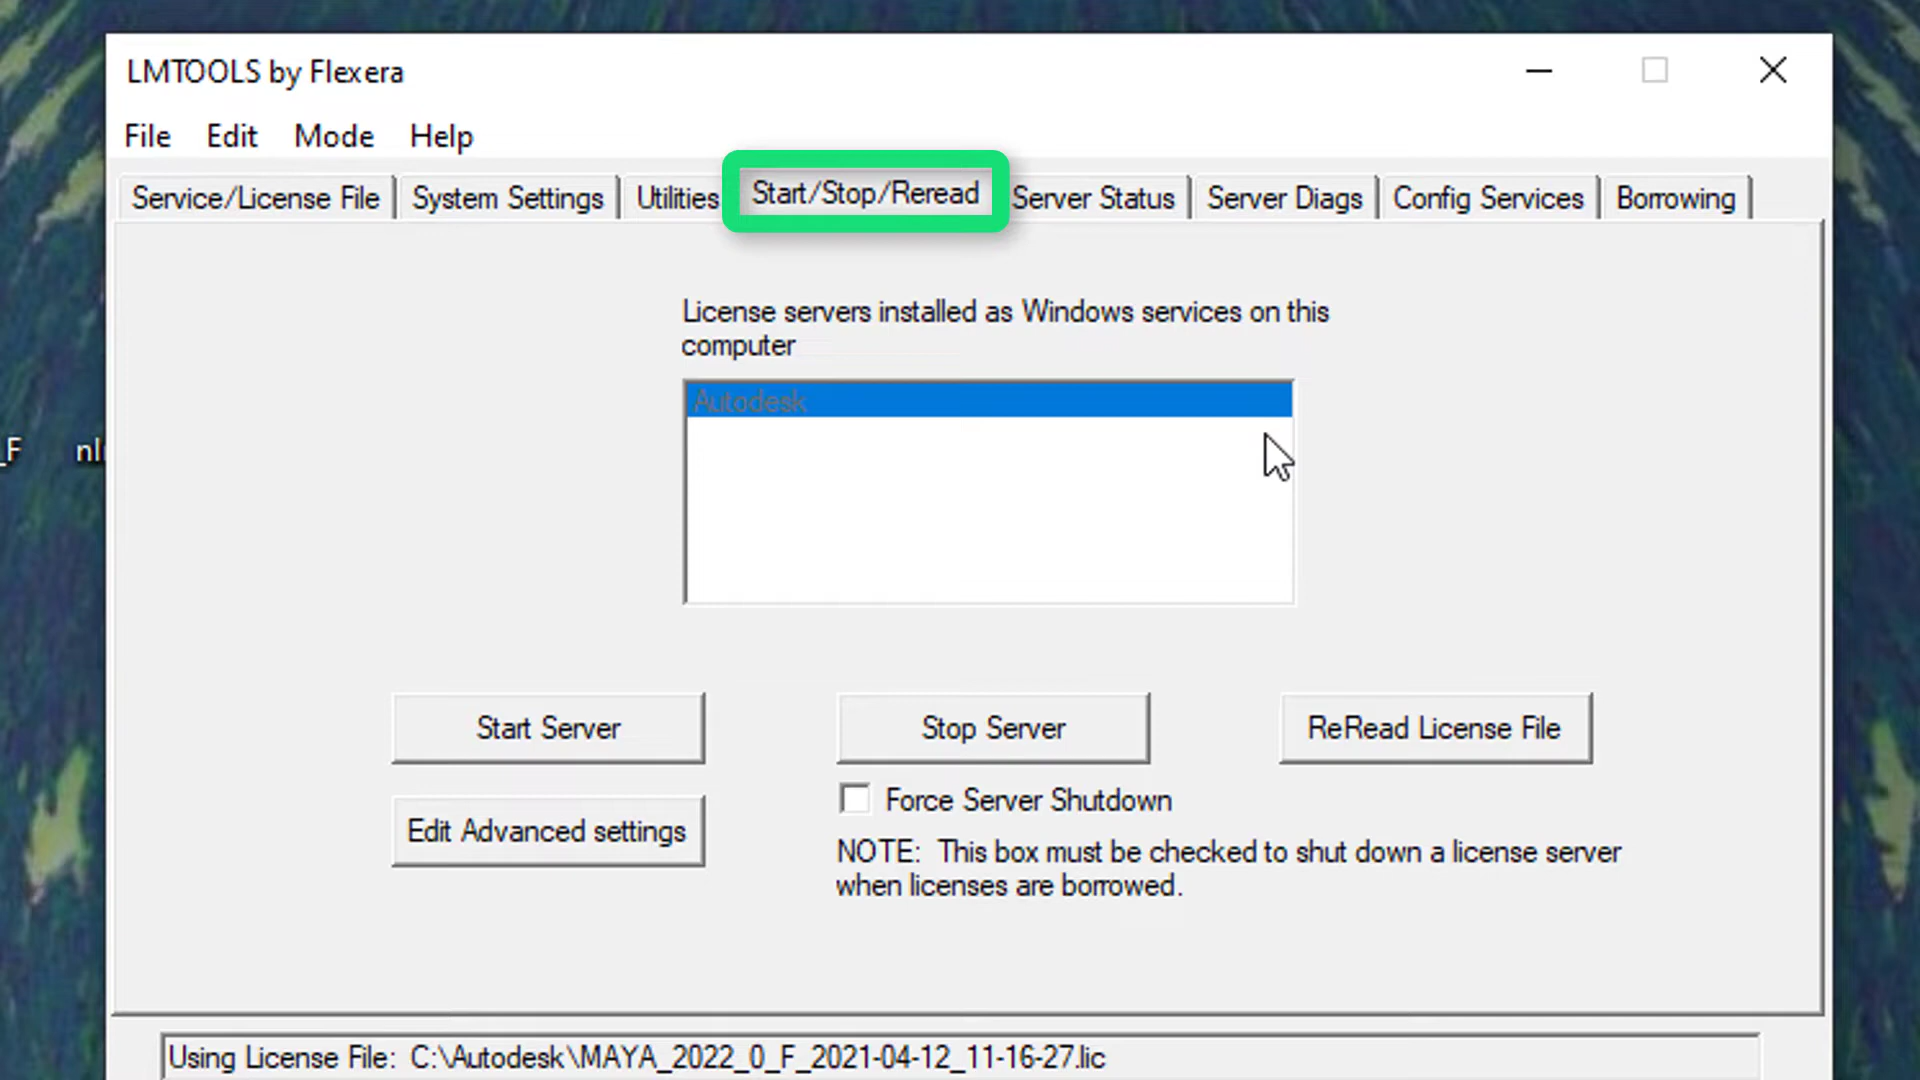 LMTOOLS by Flexera
File Edit Mode Help
Service/License File System Settings Utilities Start/Stop/Reread Server Status Server Diags Config Services Borrowing
License servers installed as Windows services on this
computer
Autodesk
_F
Start Server Stop Server ReRead License File
Edit Advanced settings
Force Server Shutdown
NOTE: This box must be checked to shut down a license server
when licenses are borrowed.
Using License File: C:\Autodesk\MAYA_2022_0_F_2021-04-12_11-16-27.lic